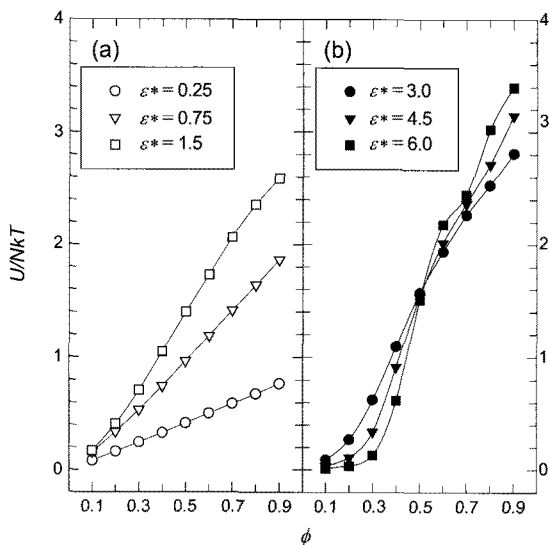 (a)
ε* = 0.25
ε* = 0.75
ε* = 1.5
(b)
ε* = 3.0
ε* = 4.5
ε* = 6.0
U/NkT
4
3
2
1
0
4
3
2
1
0
0.1 0.3 0.5 0.7 0.9
0.1 0.3 0.5 0.7 0.9
ϕ